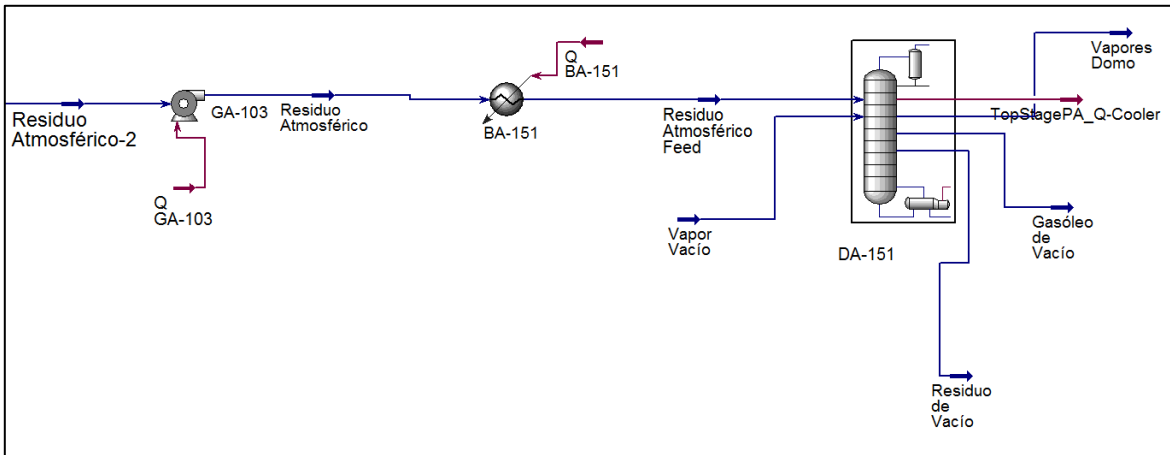 Residuo
Atmosférico-2
GA-103
Q
GA-103
Residuo
Atmosférico
Q
BA-151
BA-151
Residuo
Atmosférico
Feed
Vapor
Vacío
DA-151
Vapores
Domo
TopStagePA_Q-Cooler
Gasóleo
de
Vacío
Residuo
de
Vacío